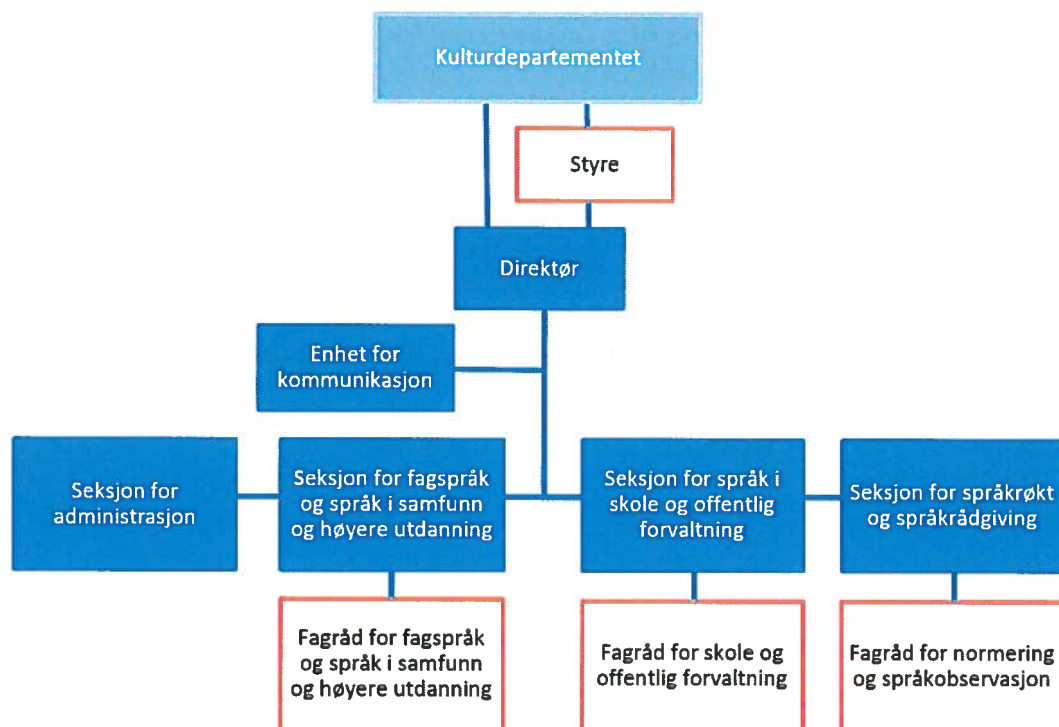 Kulturdepartementet
Styre
Direktør
Enhet for
kommunikasjon
Seksjon for
administrasjon
Seksjon for fagspråk
og språk i samfunn
og høyere utdanning
Seksjon for språk i
skole og offentlig
forvaltning
Seksjon for språkrøkt
og språkrådgiving
Fagråd for fagspråk
og språk i samfunn
og høyere utdanning
Fagråd for skole og
offentlig forvaltning
Fagråd for normering
og språkobservasjon